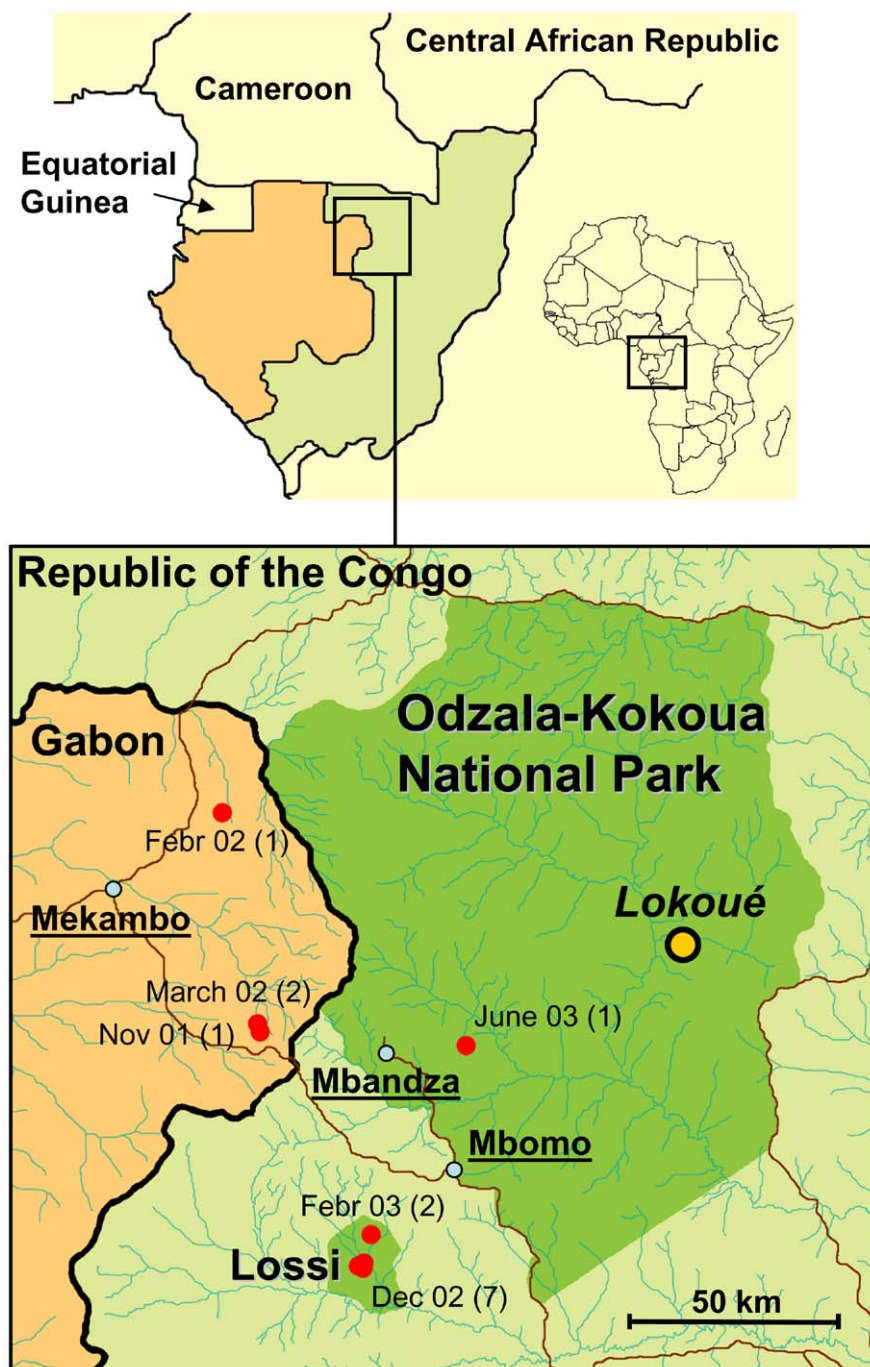 Central African Republic
Cameroon
Equatorial
Guinea
Republic of the Congo
Odzala-Kokoua
National Park
Gabon
Febr 02 (1)
Lokoué
Mekambo
March 02 (2)
Nov 01 (1)
June 03 (1)
Mbandza
Mbomo
Febr 03 (2)
Lossi
Dec 02 (7)
50 km